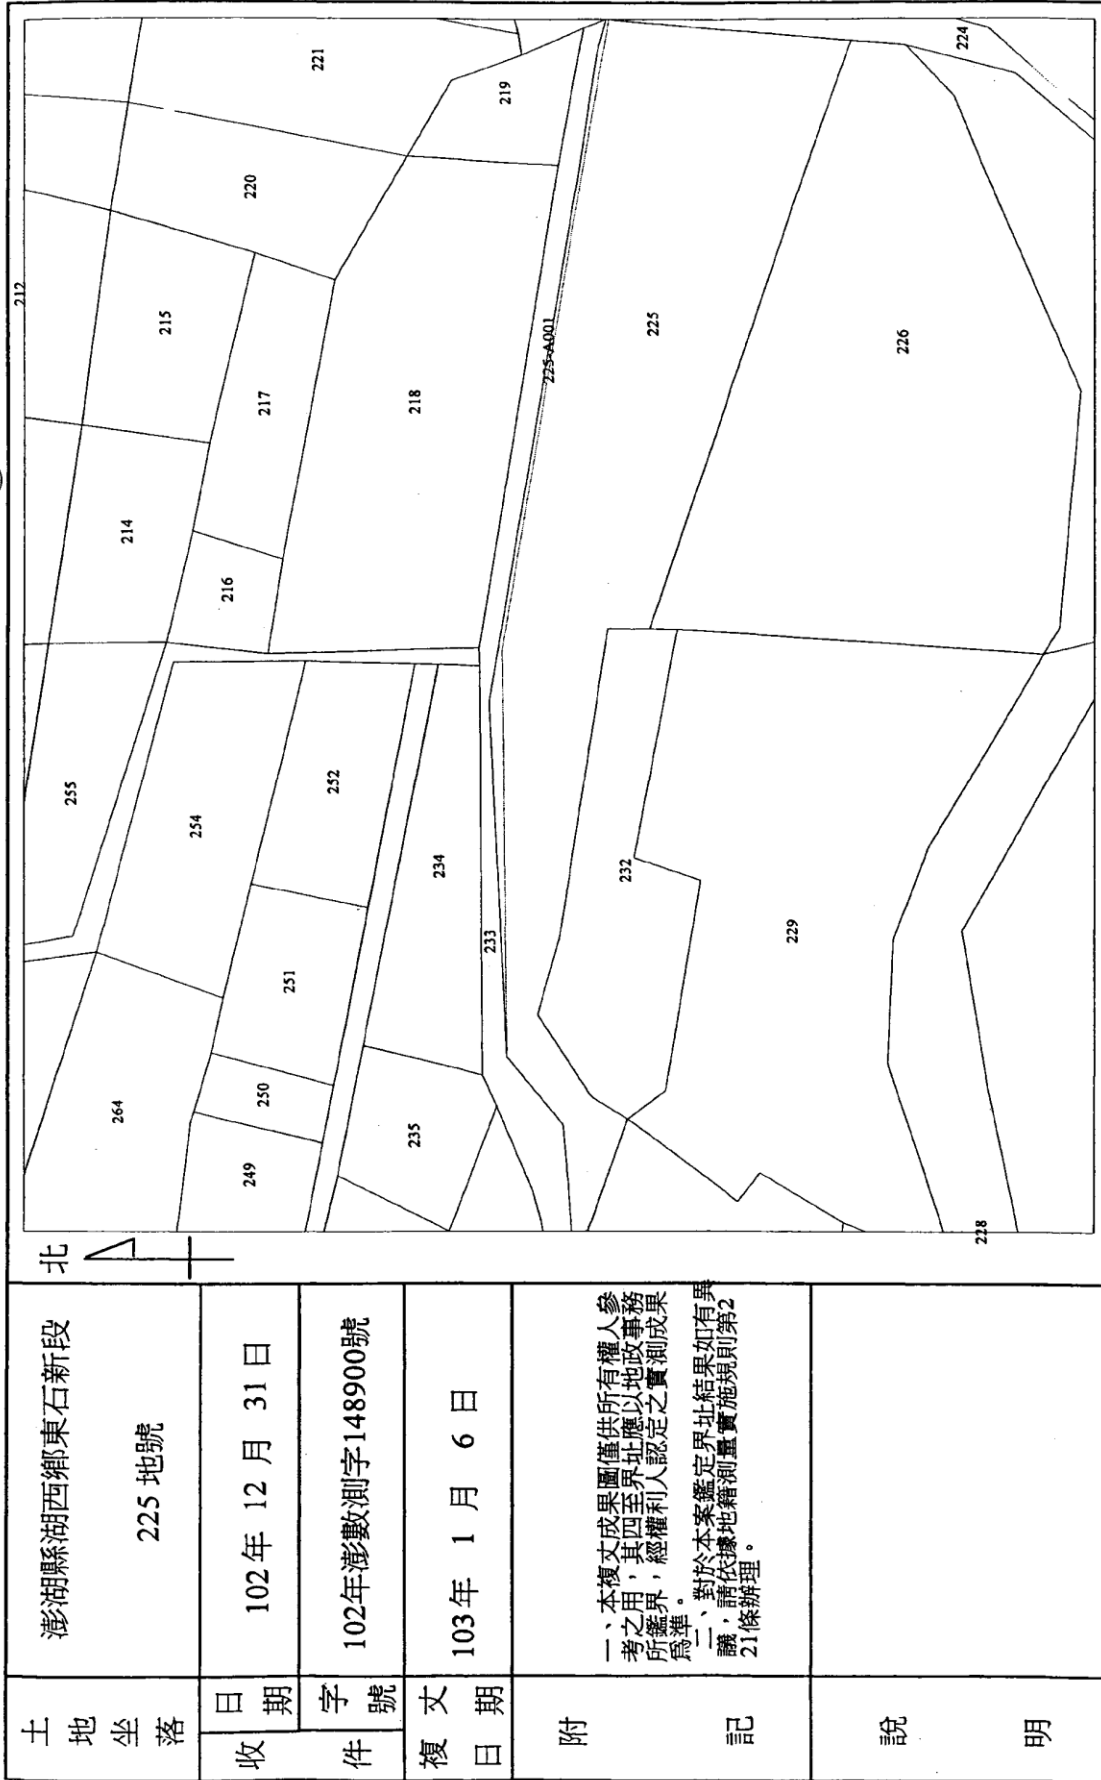 土地坐落
澎湖縣湖西鄉東石新段
225 地號
收件
日期
102年 12 月 31 日
字號
102年澎數測字148900號
複丈日期
103年 1 月 6 日
附記
一、本複丈成果圖僅供所有權人參
考之用，其四至界址應以地政事務
所鑑界，經權利人認定之實測成果
為準。
二、對於本案鑑定界址結果如有異
議，請依據地籍測量實施規則第2
21條辦理。
說明
北
212
221
219
224
220
215
217
218
225-A001
225
226
214
216
255
254
252
234
233
232
229
251
250
264
249
235
228